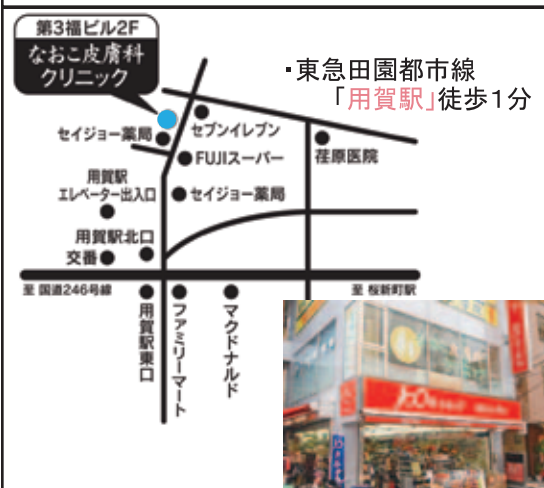 第3福ビル2F
なおこ皮膚科
クリニック
・東急田園都市線
「用賀駅」徒歩1分
セイジョー薬局
セブンイレブン
FUJIスーパー
荏原医院
用賀駅
エレベーター出入口
セイジョー薬局
用賀駅北口
交番
至 国道246号線
至 桜新町駅
用賀駅東口
ファミリーマート
マクドナルド